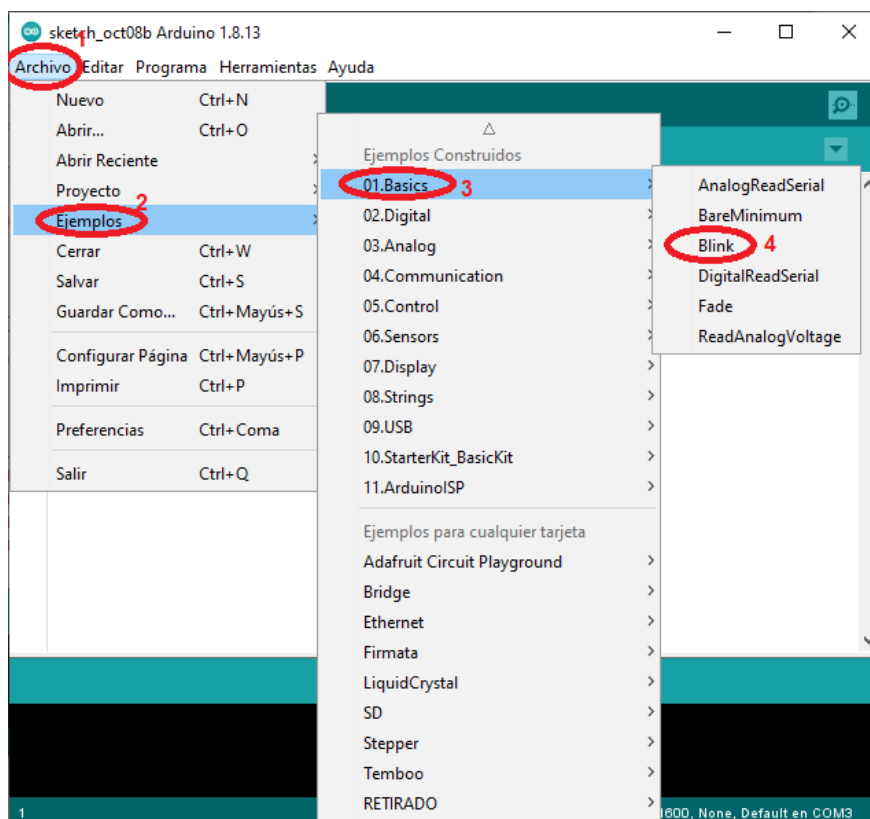 sketch_oct08b Arduino 1.8.13
1
Archivo Editar Programa Herramientas Ayuda
Nuevo Ctrl+N
Abrir... Ctrl+O
Abrir Reciente
Proyecto
2
Ejemplos
Cerrar Ctrl+W
Salvar Ctrl+S
Guardar Como... Ctrl+Mayús+S
Configurar Página Ctrl+Mayús+P
Imprimir Ctrl+P
Preferencias Ctrl+Coma
Salir Ctrl+Q
Ejemplos Construidos
01.Basics 3
02.Digital
03.Analog
04.Communication
05.Control
06.Sensors
07.Display
08.Strings
09.USB
10.StarterKit_BasicKit
11.ArduinoISP
Ejemplos para cualquier tarjeta
Adafruit Circuit Playground
Bridge
Ethernet
Firmata
LiquidCrystal
SD
Stepper
Temboo
RETIRADO
AnalogReadSerial
BareMinimum
Blink 4
DigitalReadSerial
Fade
ReadAnalogVoltage
1
None, Default en COM3